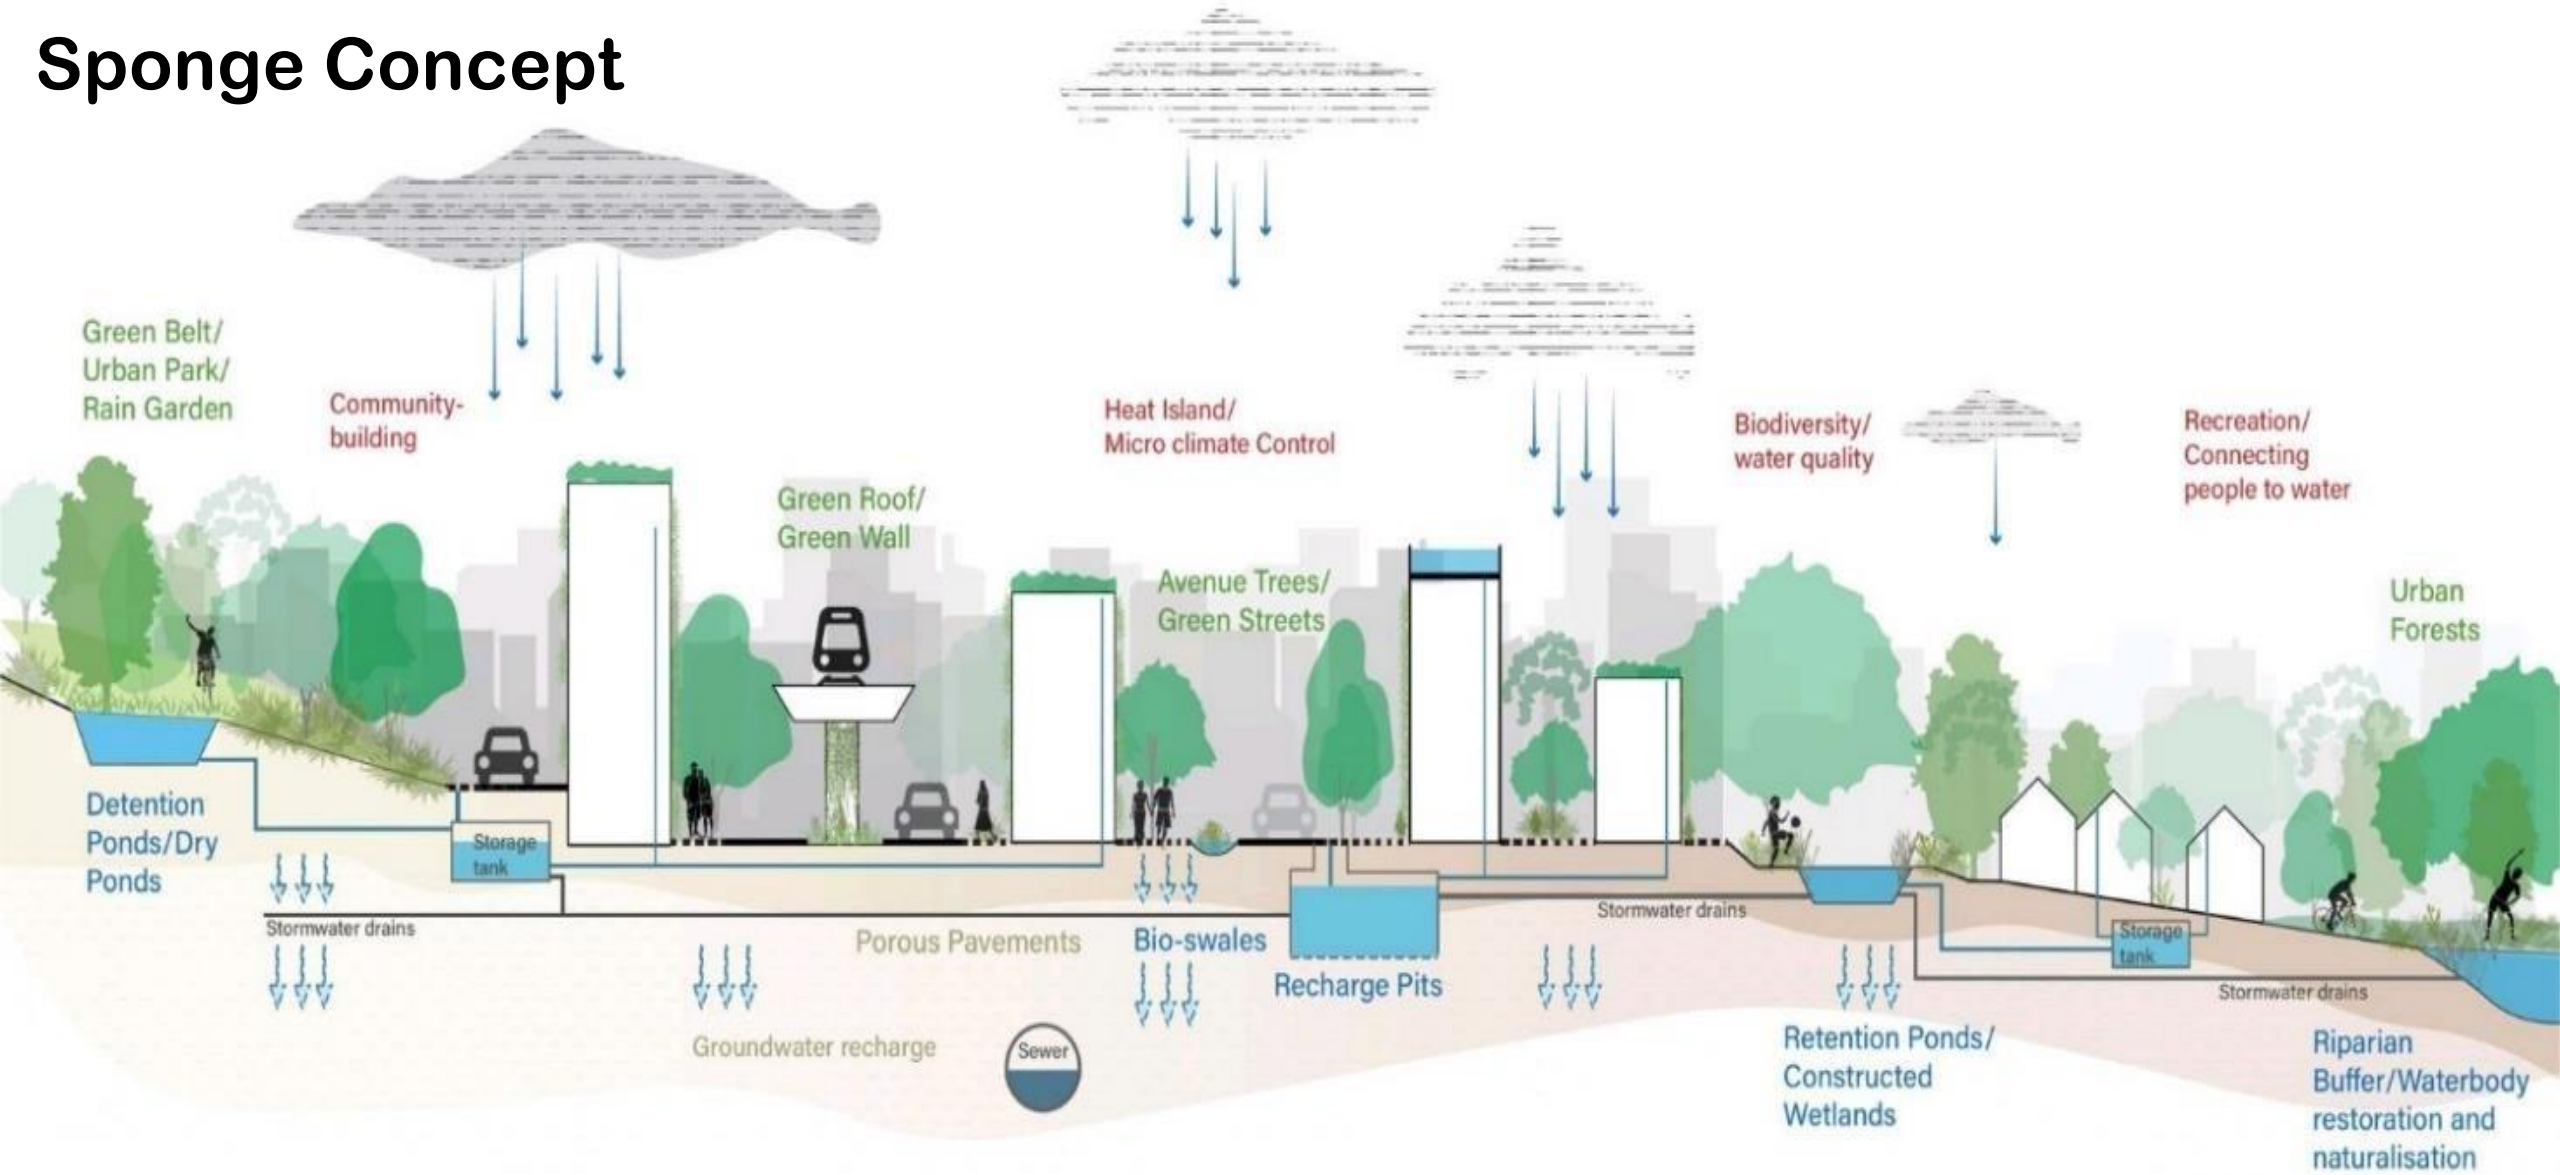 Sponge Concept
Green Belt/
Urban Park/
Rain Garden
Community-
building
Heat Island/
Micro climate Control
Biodiversity/
water quality
Recreation/
Connecting
people to water
Green Roof/
Green Wall
Avenue Trees/
Green Streets
Urban
Forests
Detention
Ponds/Dry
Ponds
Storage
tank
Stormwater drains
Porous Pavements
Bio-swales
Recharge Pits
Stormwater drains
Storage
tank
Stormwater drains
Groundwater recharge
Sewer
Retention Ponds/
Constructed
Wetlands
Riparian
Buffer/Waterbody
restoration and
naturalisation